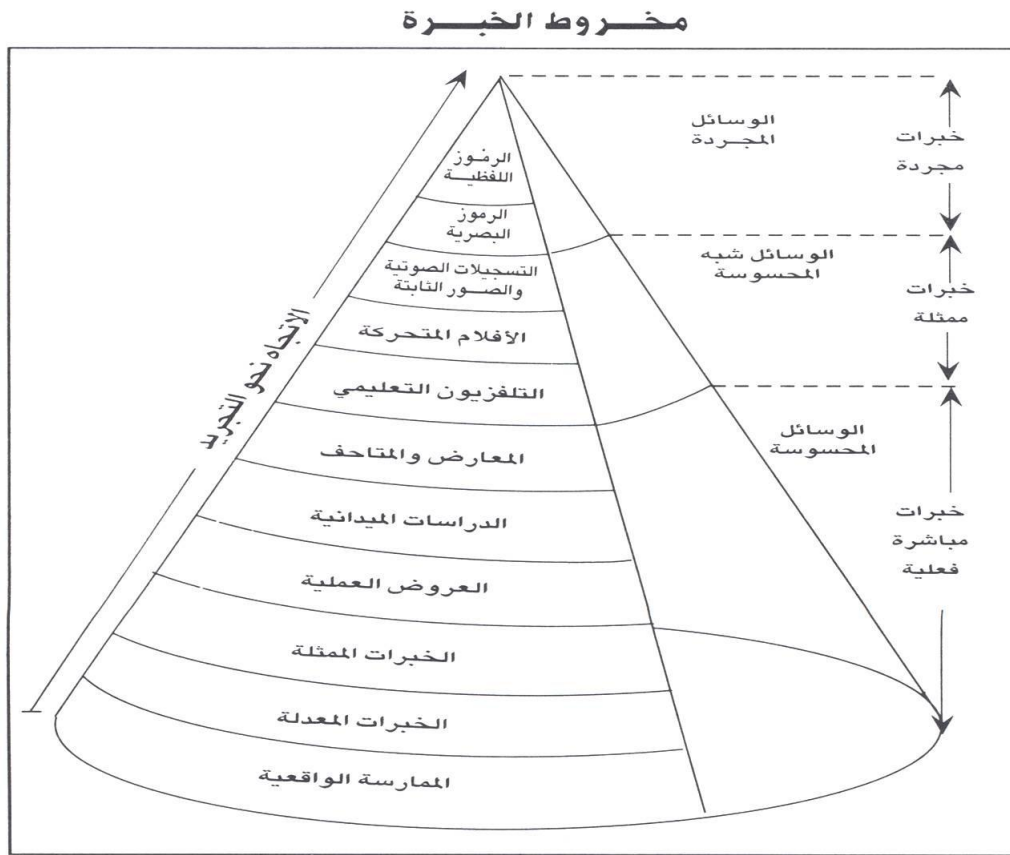 مخروط الخبرة
الوسائل
المجردة
خبرات
مجردة
الرموز
اللفظية
الرموز
البصرية
الوسائل شبه
المحسوسة
خبرات
ممثلة
التسجيلات الصوتية
والصور الثابتة
الأفلام المتحركة
التلفزيون التعليمي
الاتجاه نحو التجريد
الوسائل
المحسوسة
المعارض والمتاحف
خبرات
مباشرة
فعلية
الدراسات الميدانية
العروض العملية
الخبرات الممثلة
الخبرات المعدلة
الممارسة الواقعية